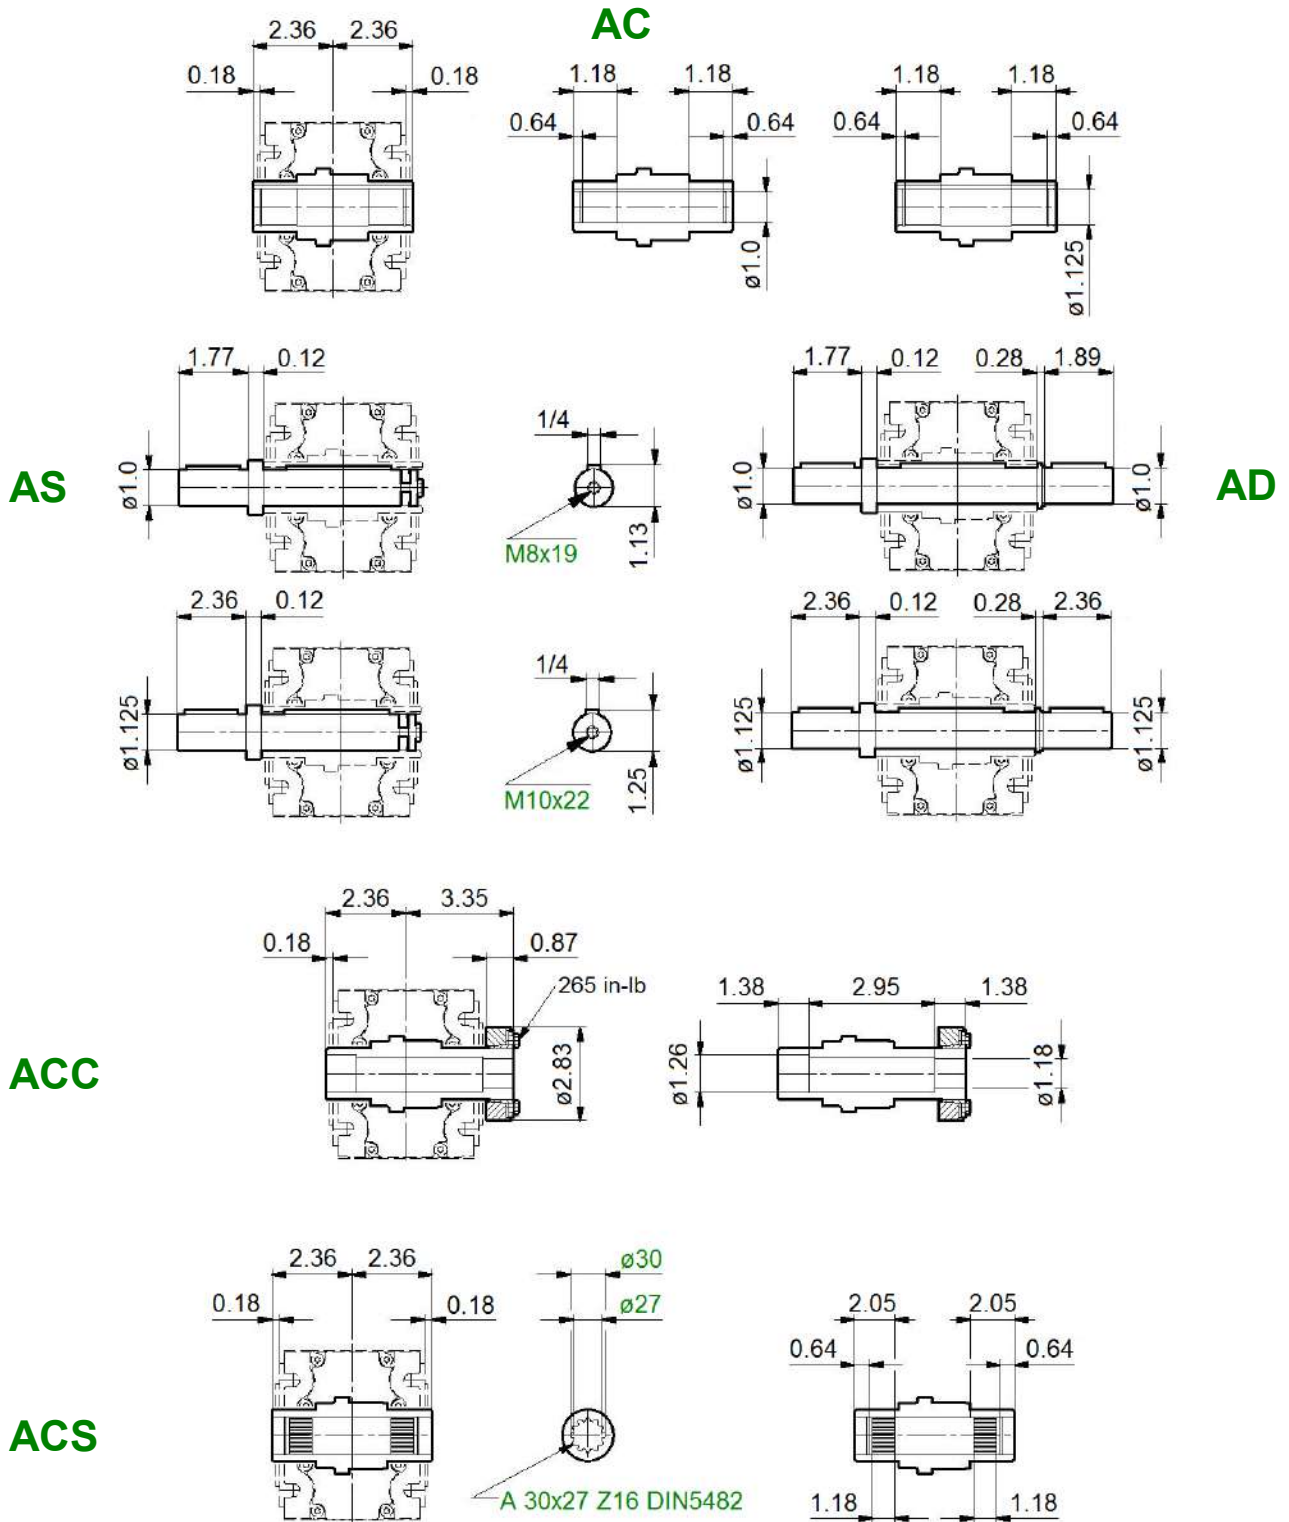 AC
2.36 2.36
0.18 0.18
1.18 1.18
0.64 0.64
ø1.0
1.18 1.18
0.64 0.64
ø1.125
AS
1.77 0.12
ø1.0
1/4
M8x19
1.13
1.77 0.12 0.28 1.89
ø1.0 ø1.0
AD
2.36 0.12
ø1.125
1/4
M10x22
1.25
2.36 0.12 0.28 2.36
ø1.125 ø1.125
ACC
2.36 3.35
0.18 0.87
265 in-lb
ø2.83
1.38 2.95 1.38
ø1.26 ø1.18
ACS
2.36 2.36
0.18 0.18
ø30
ø27
A 30x27 Z16 DIN5482
2.05 2.05
0.64 0.64
1.18 1.18